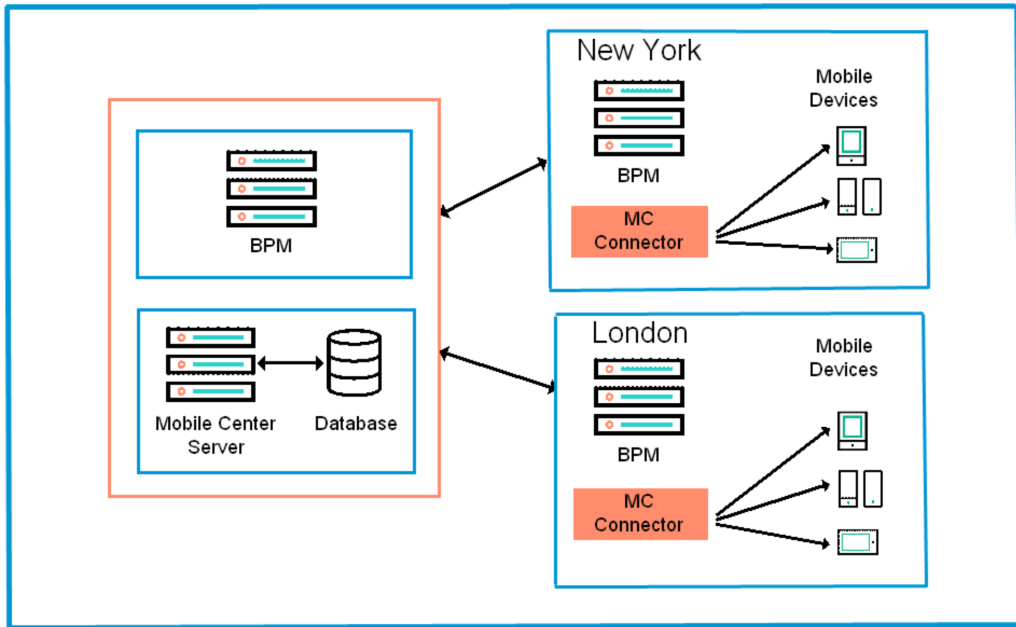 BPM
Mobile Center
Server
Database
New York
BPM
MC
Connector
Mobile
Devices
London
BPM
MC
Connector
Mobile
Devices